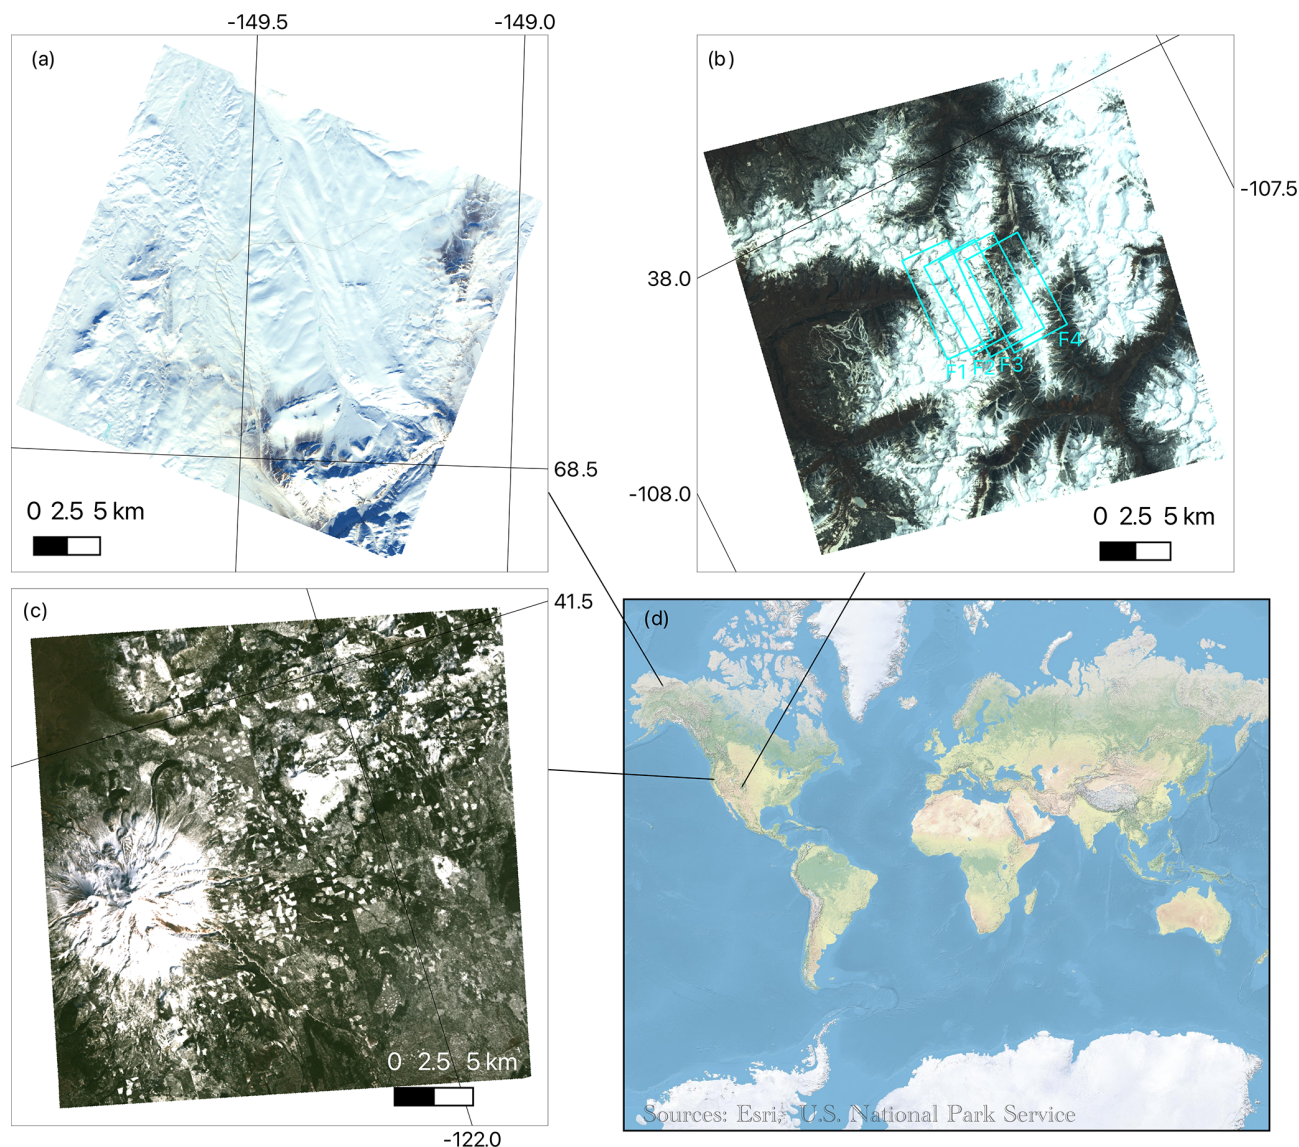 -149.5 -149.0
(a)
(b)
-107.5
38.0
F4
F1 F2 F3
68.5
-108.0
0 2.5 5 km
0 2.5 5 km
(c)
41.5
(d)
0 2.5 5 km
Sources: Esri, U.S. National Park Service
-122.0